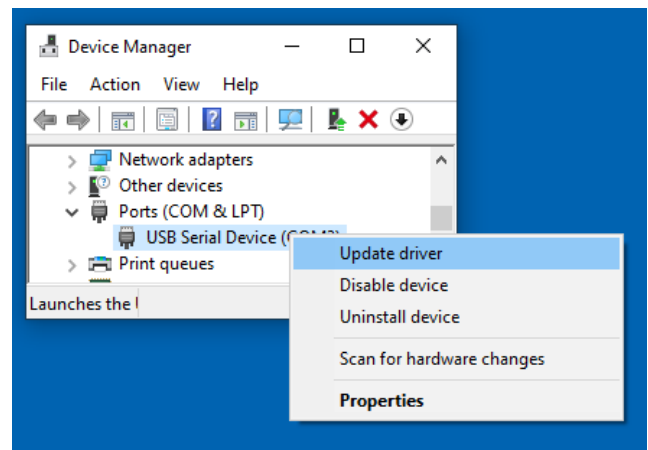 Device Manager
File Action View Help
Network adapters
Other devices
Ports (COM & LPT)
USB Serial Device
Print queues
Launches the
Update driver
Disable device
Uninstall device
Scan for hardware changes
Properties